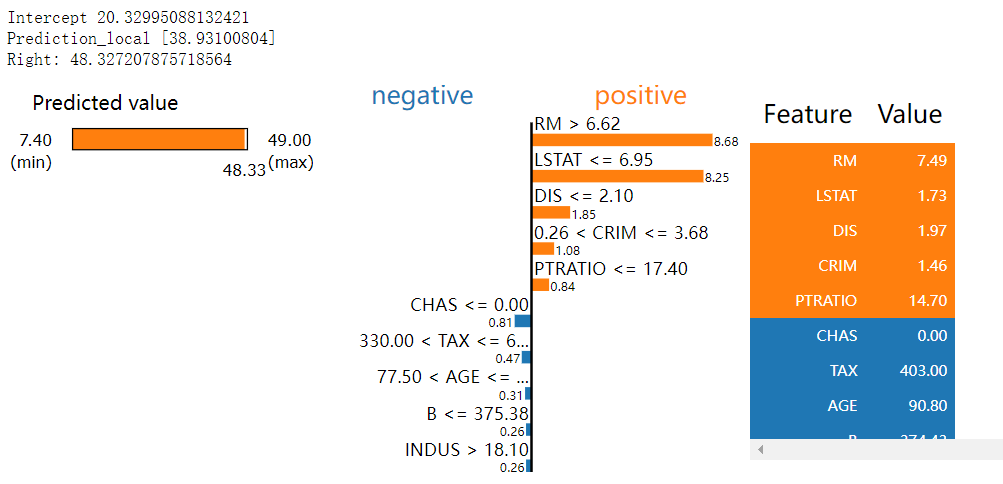 Intercept 20.32995088132421
Prediction_local [38.93100804]
Right: 48.327207875718564
Predicted value
7.40
(min)
49.00
(max)
48.33
negative
positive
RM > 6.62
8.68
LSTAT <= 6.95
8.25
DIS <= 2.10
1.85
0.26 < CRIM <= 3.68
1.08
PTRATIO <= 17.40
0.84
CHAS <= 0.00
0.81
330.00 < TAX <= 6...
0.47
77.50 < AGE <= ...
0.31
B <= 375.38
0.26
INDUS > 18.10
0.26
Feature Value
RM 7.49
LSTAT 1.73
DIS 1.97
CRIM 1.46
PTRATIO 14.70
CHAS 0.00
TAX 403.00
AGE 90.80